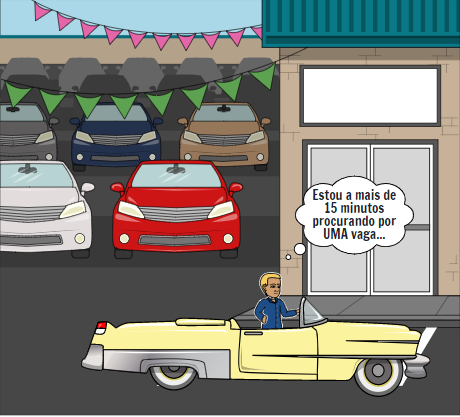 Estou a mais de
15 minutos
procurando por
UMA vaga...